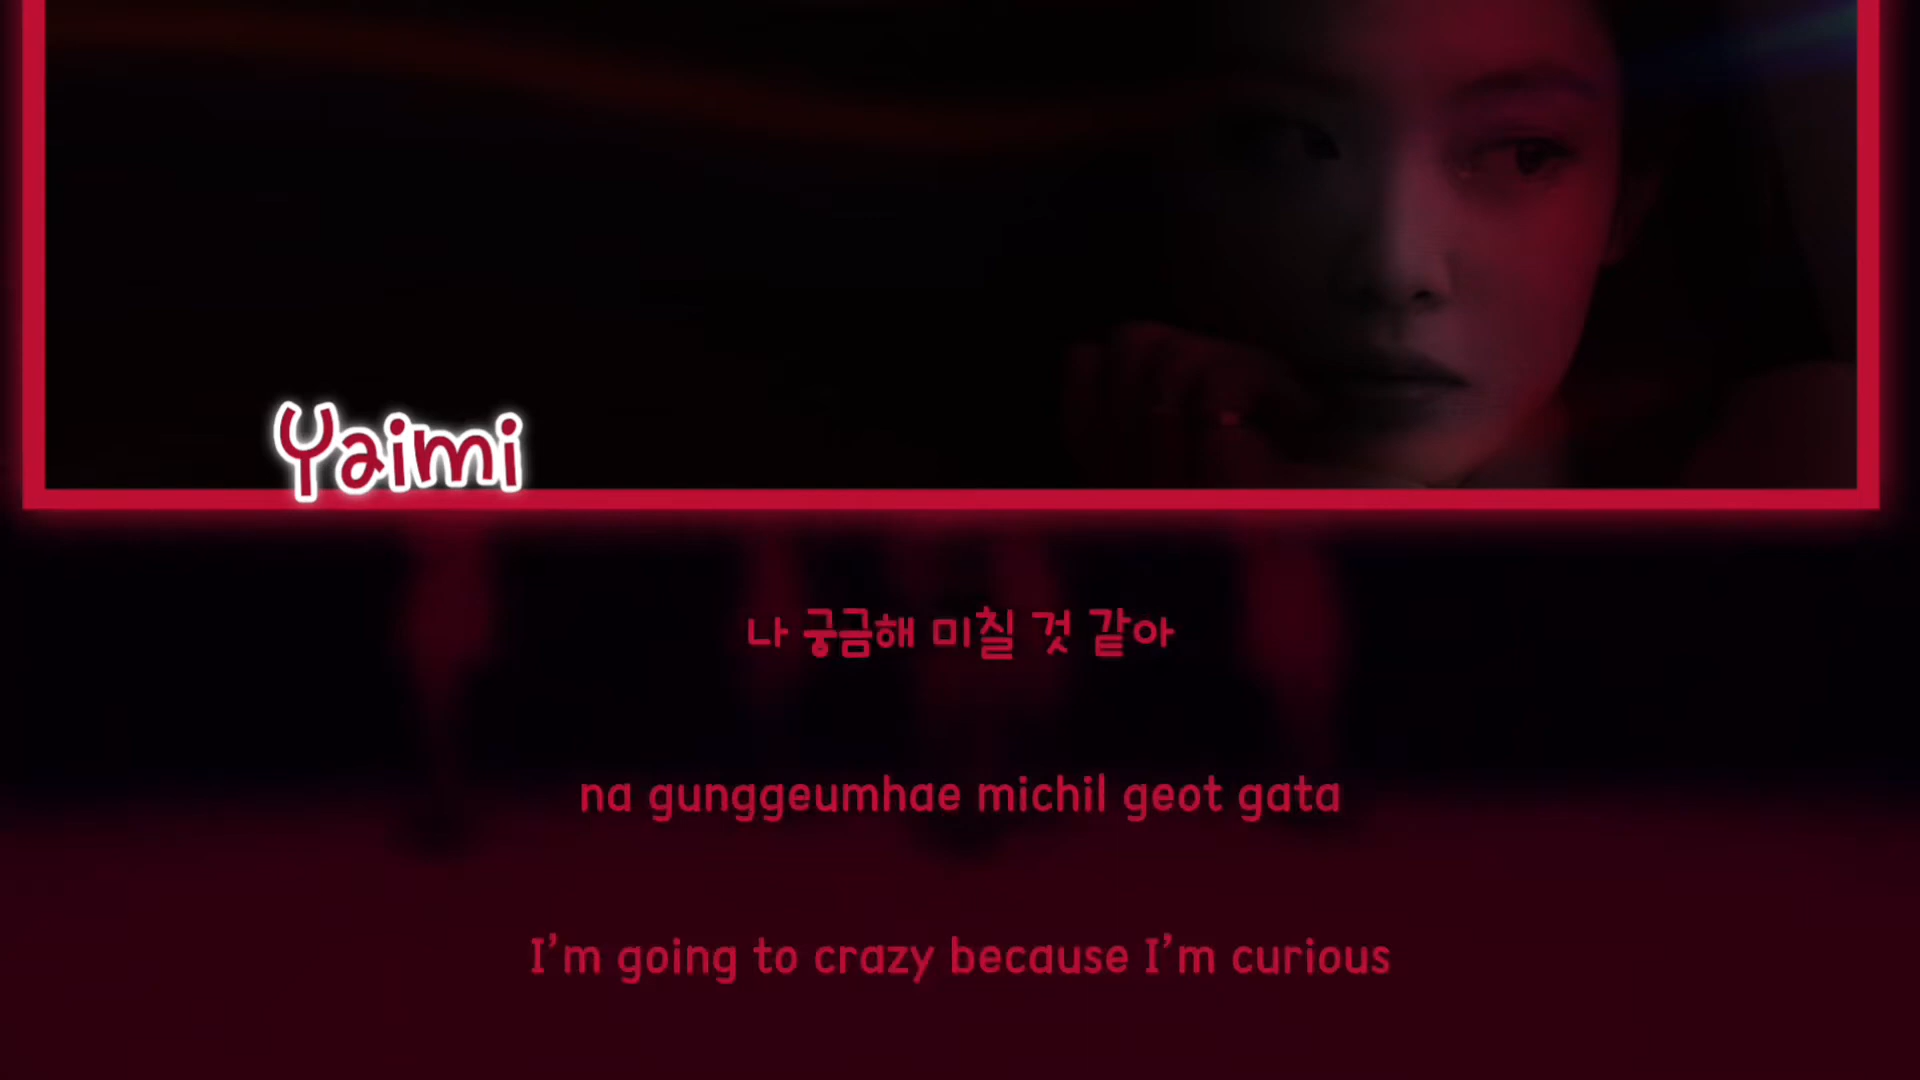 Yaimi
나 궁금해 미칠 것 같아
na gunggeumhae michil geot gata
I'm going to crazy because I'm curious